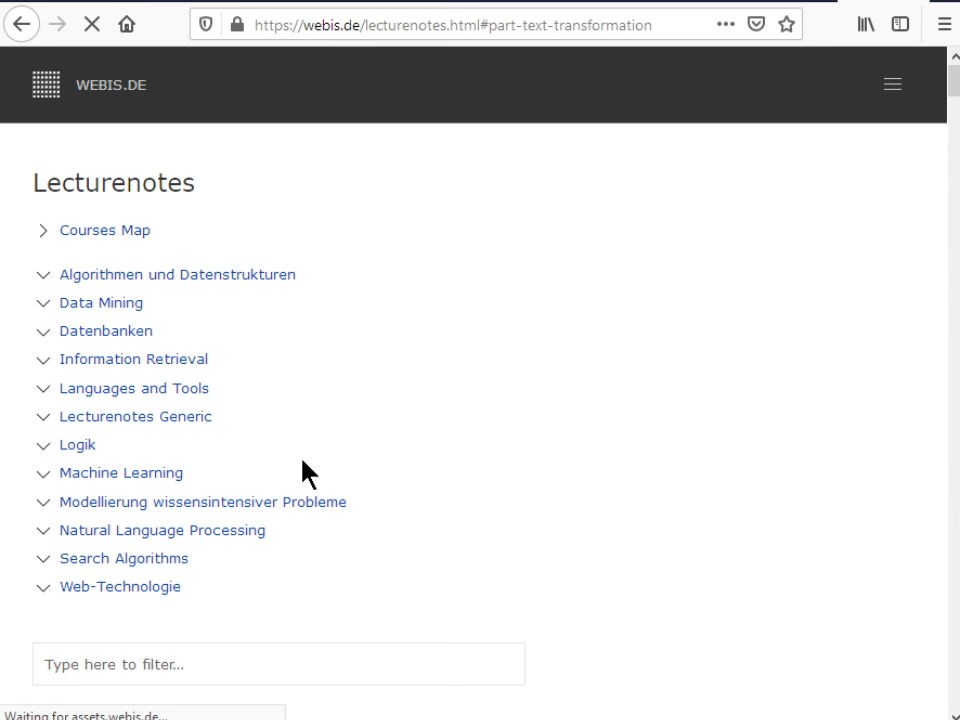 https://webis.de/lecturenotes.html#part-text-transformation
WEBIS.DE
Lecturenotes
Courses Map
Algorithmen und Datenstrukturen
Data Mining
Datenbanken
Information Retrieval
Languages and Tools
Lecturenotes Generic
Logik
Machine Learning
Modellierung wissensintensiver Probleme
Natural Language Processing
Search Algorithms
Web-Technologie
Type here to filter...
Waiting for assets.webis.de...